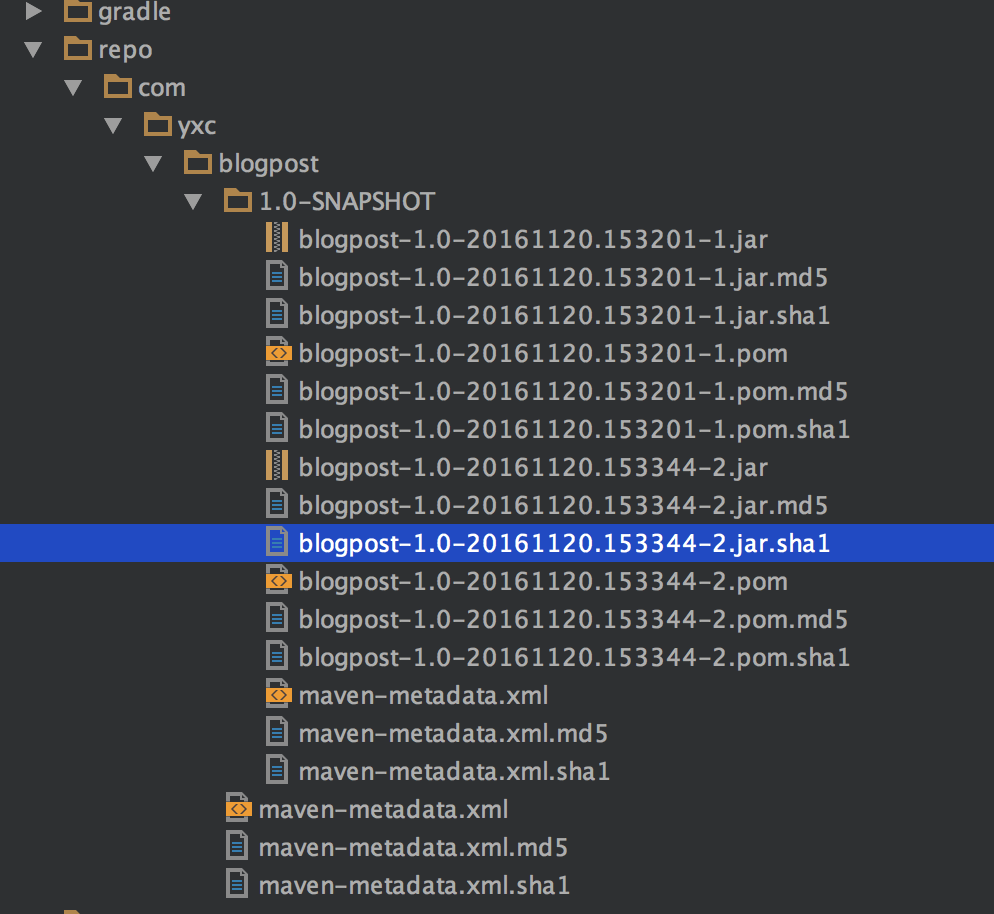 gradle
repo
com
yxc
blogpost
1.0-SNAPSHOT
blogpost-1.0-20161120.153201-1.jar
blogpost-1.0-20161120.153201-1.jar.md5
blogpost-1.0-20161120.153201-1.jar.sha1
blogpost-1.0-20161120.153201-1.pom
blogpost-1.0-20161120.153201-1.pom.md5
blogpost-1.0-20161120.153201-1.pom.sha1
blogpost-1.0-20161120.153344-2.jar
blogpost-1.0-20161120.153344-2.jar.md5
blogpost-1.0-20161120.153344-2.jar.sha1
blogpost-1.0-20161120.153344-2.pom
blogpost-1.0-20161120.153344-2.pom.md5
blogpost-1.0-20161120.153344-2.pom.sha1
maven-metadata.xml
maven-metadata.xml.md5
maven-metadata.xml.sha1
maven-metadata.xml
maven-metadata.xml.md5
maven-metadata.xml.sha1